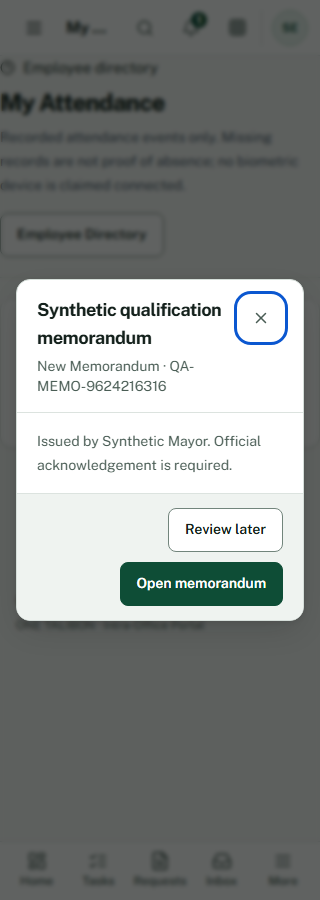 My ...
Employee directory
My Attendance
Recorded attendance events only. Missing
records are not proof of absence; no biometric
device is claimed connected.
Employee Directory
Synthetic qualification
memorandum
New Memorandum · QA-
MEMO-9624216316
Issued by Synthetic Mayor. Official
acknowledgement is required.
Review later
Open memorandum
Home
Tasks
Requests
Inbox
More